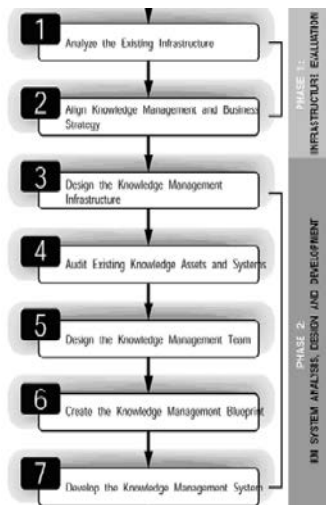 1
Analyze the Existing Infrastructure
2
Align Knowledge Management and Business
Strategy
3
Design the Knowledge Management
Infrastructure
4
Audit Existing Knowledge Assets and Systems
5
Design the Knowledge Management Team
6
Create the Knowledge Management Blueprint
7
Develop the Knowledge Management System
PHASE 1:
INFRASTRUCTURE EVALUATION
PHASE 2:
KM SYSTEM ANALYSIS, DESIGN AND DEVELOPMENT